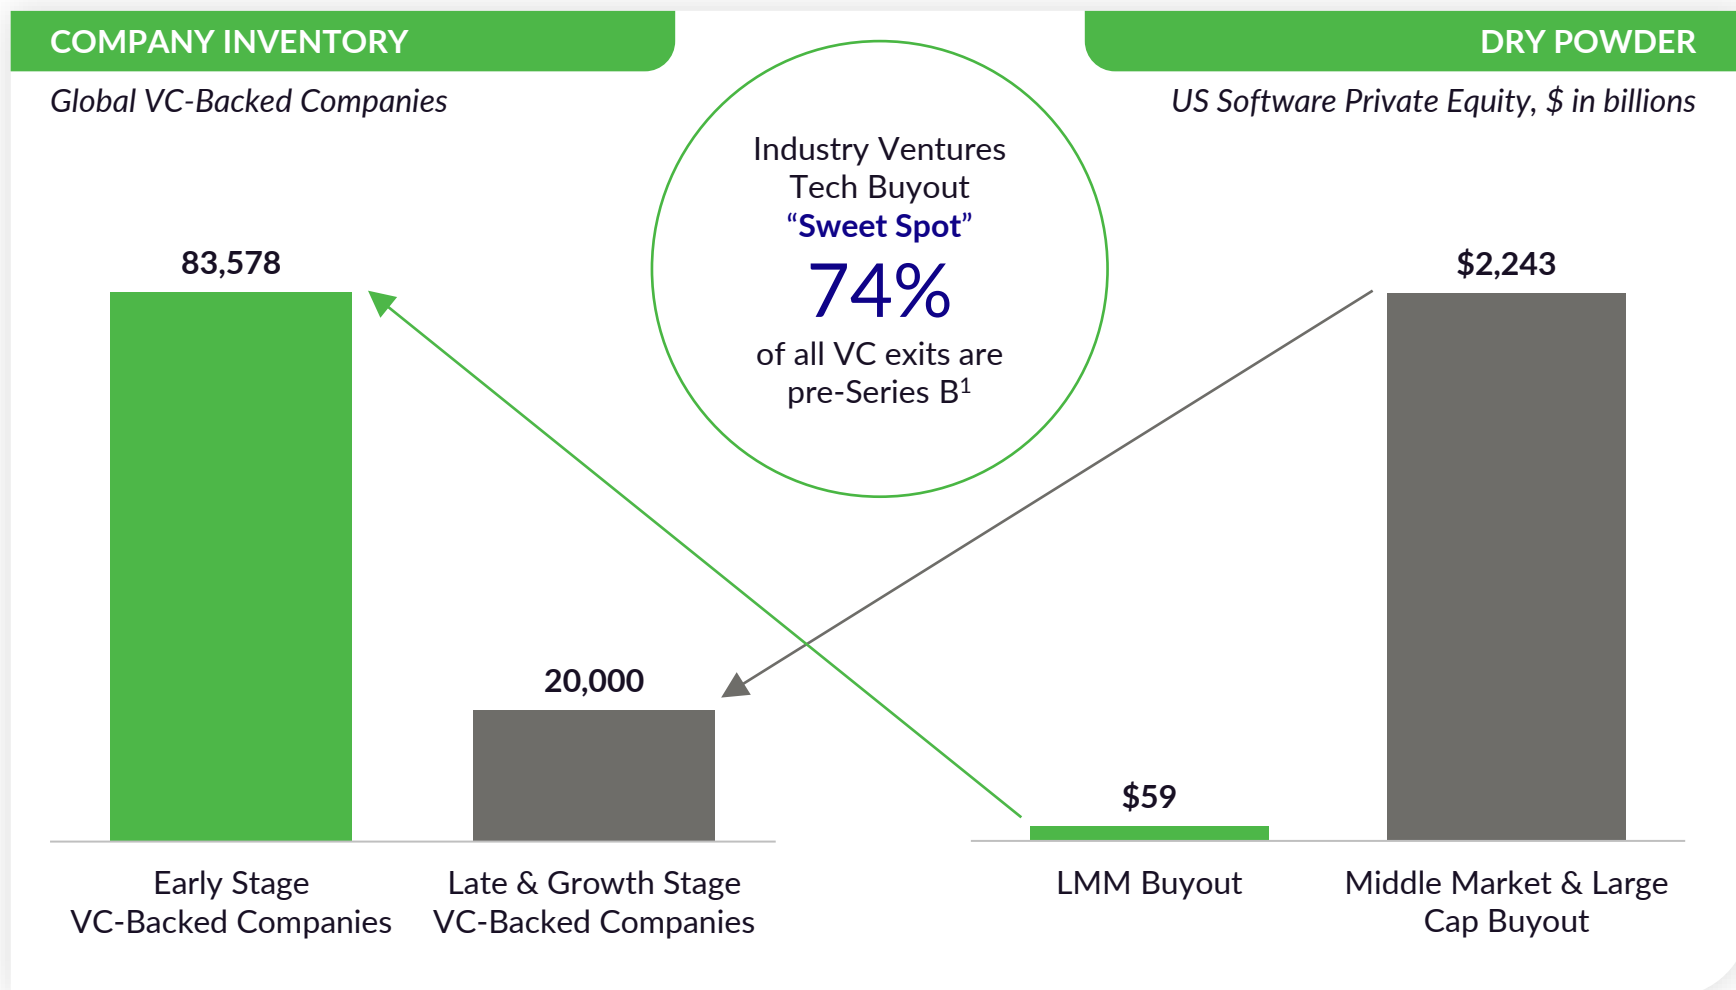 COMPANY INVENTORY
Global VC-Backed Companies
DRY POWDER
US Software Private Equity, $ in billions
Industry Ventures
Tech Buyout
“Sweet Spot”
74%
of all VC exits are
pre-Series B¹
83,578
20,000
Early Stage
VC-Backed Companies
Late & Growth Stage
VC-Backed Companies
$59
$2,243
LMM Buyout
Middle Market & Large
Cap Buyout